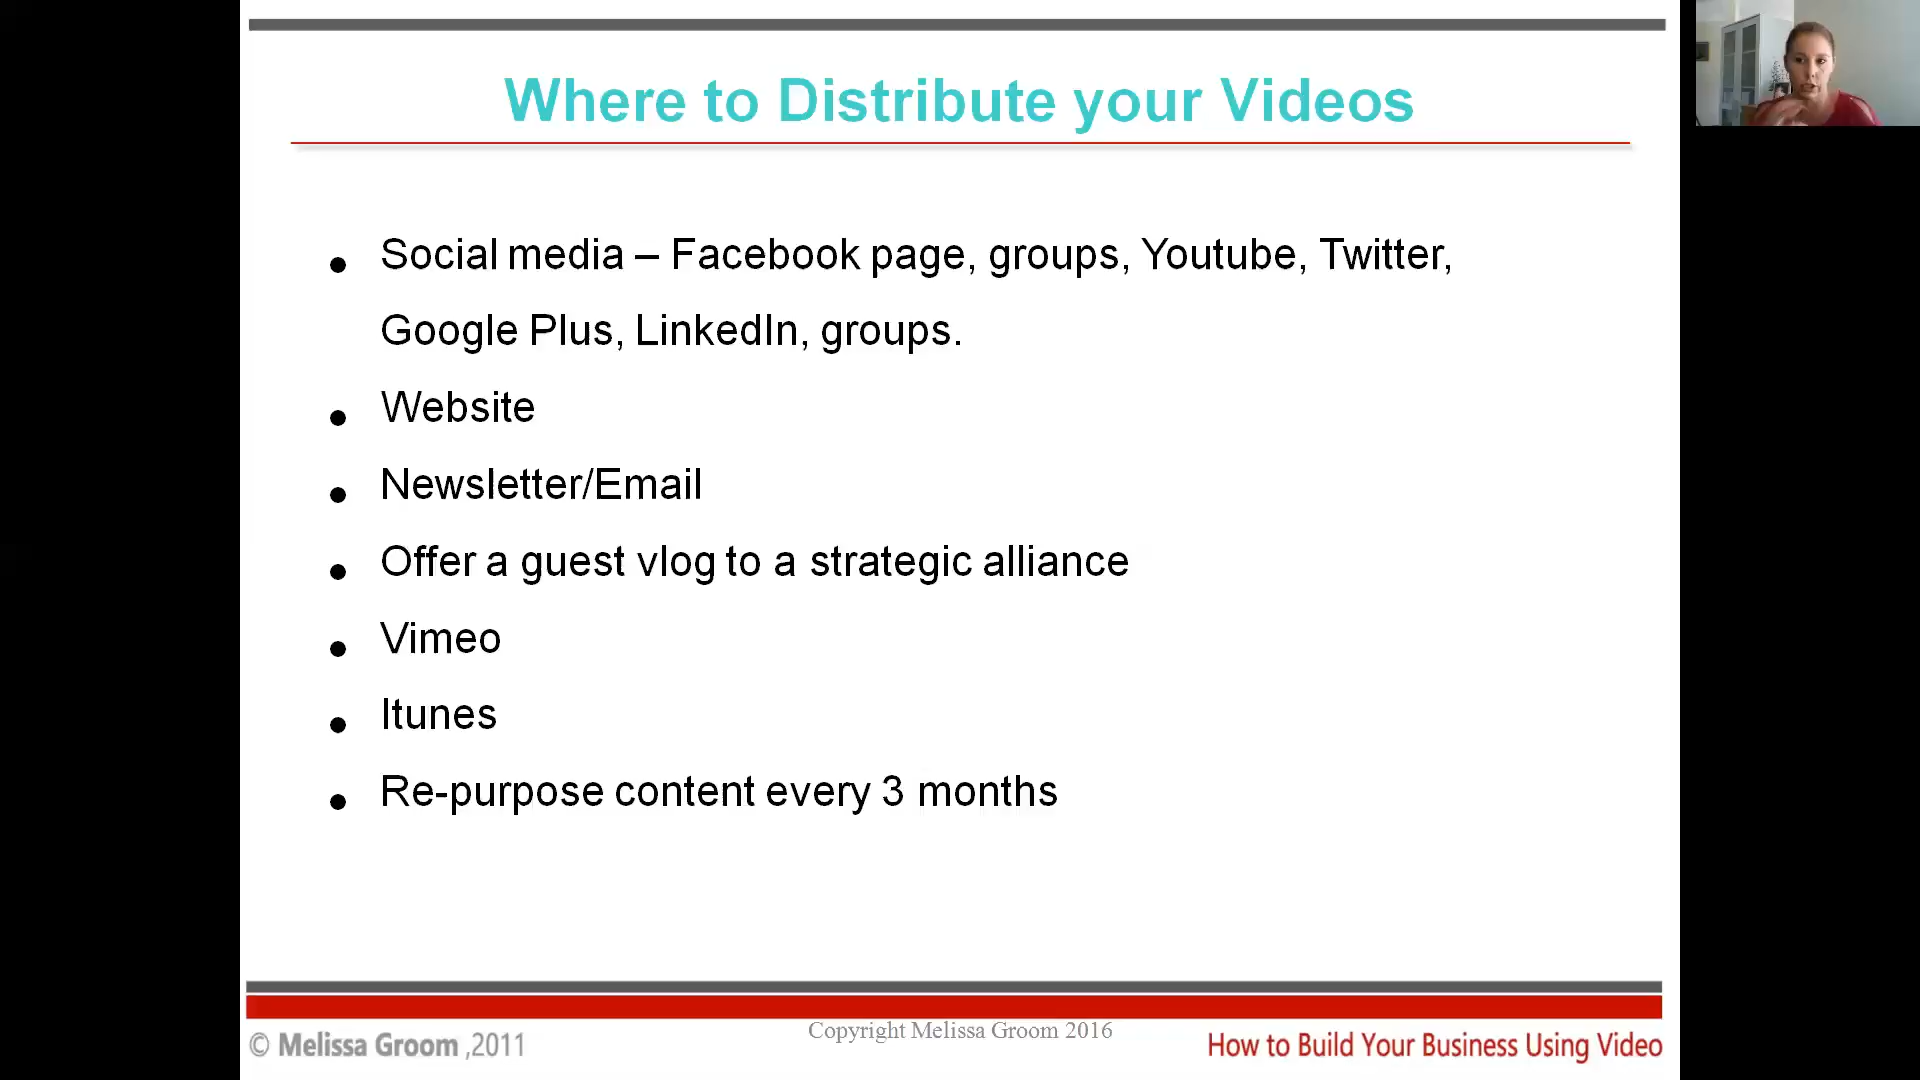 Where to Distribute your Videos
Social media – Facebook page, groups, Youtube, Twitter,
Google Plus, LinkedIn, groups.
Website
Newsletter/Email
Offer a guest vlog to a strategic alliance
Vimeo
Itunes
Re-purpose content every 3 months
© Melissa Groom ,2011
Copyright Melissa Groom 2016
How to Build Your Business Using Video